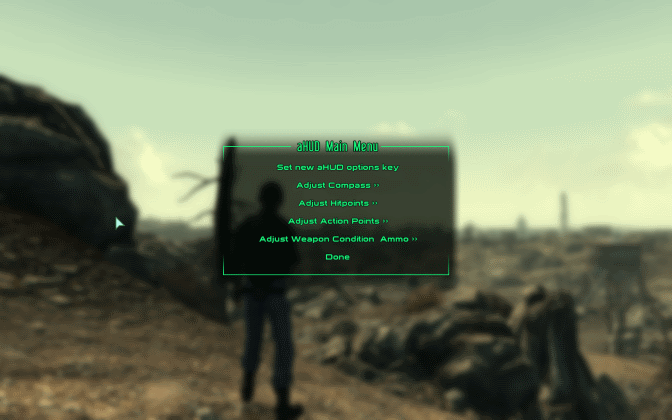 aHUD Main Menu
Set new aHUD options key
Adjust Compass >>
Adjust Hitpoints >>
Adjust Action Points >>
Adjust Weapon Condition  Ammo >>
Done